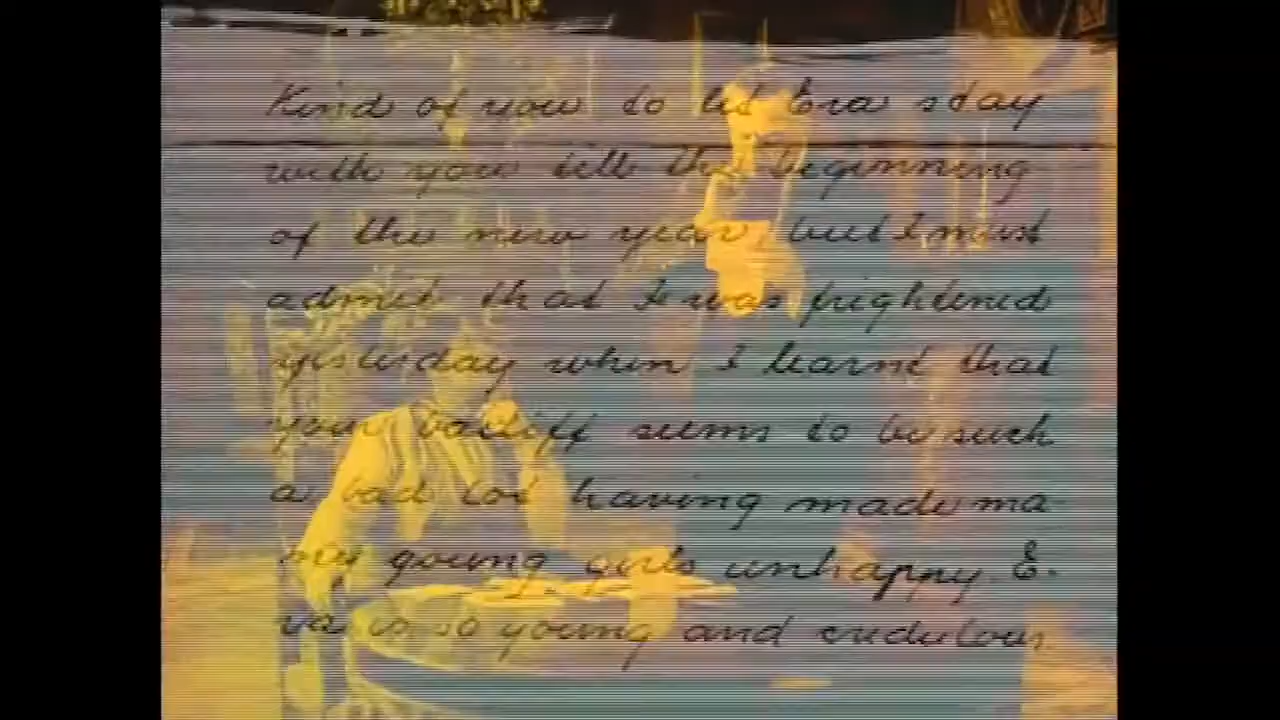 Kind of you to let Eva stay
with you till the beginning
of the new year, but I must
admit that I was frightened
yesterday when I learnt that
your bailiff seems to be such
a bad lot having made ma-
ny young girls unhappy. E-
va is so young and credulous